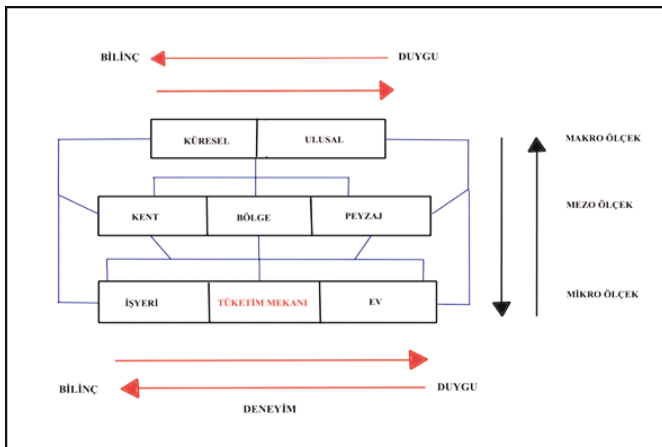 BİLİNÇ DUYGU
KÜRESEL ULUSAL MAKRO ÖLÇEK
KENT BÖLGE PEYZAJ MEZO ÖLÇEK
İŞYERİ TÜKETİM MEKANI EV MİKRO ÖLÇEK
BİLİNÇ DUYGU
DENEYİM